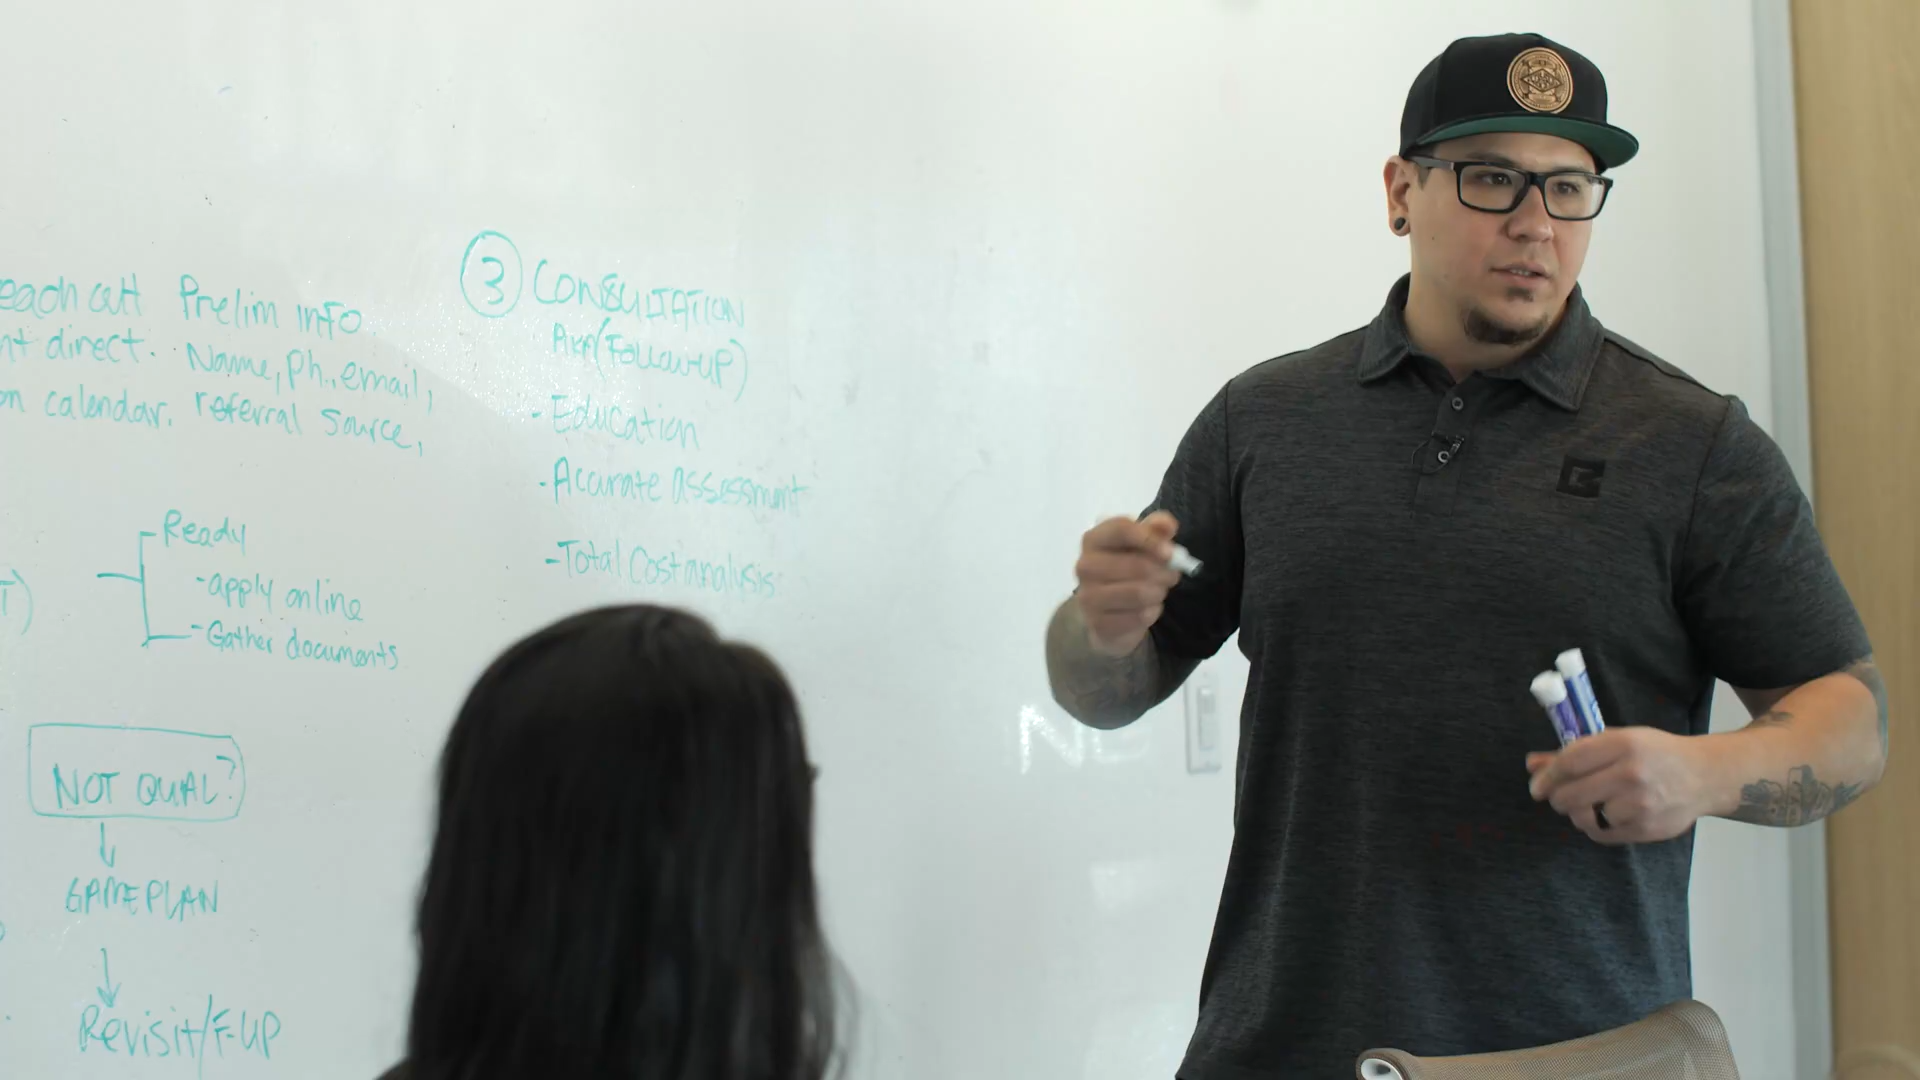 each out
nt direct.
on calendar.
Prelim info
Name, Ph., email,
referral source,
③ CONSULTATION
AKA (Follow-UP)
- Education
- Accurate assessment
- Total Cost analysis
T)
Ready
- apply online
- Gather documents
NOT QUAL?
GAMEPLAN
Revisit/F-UP